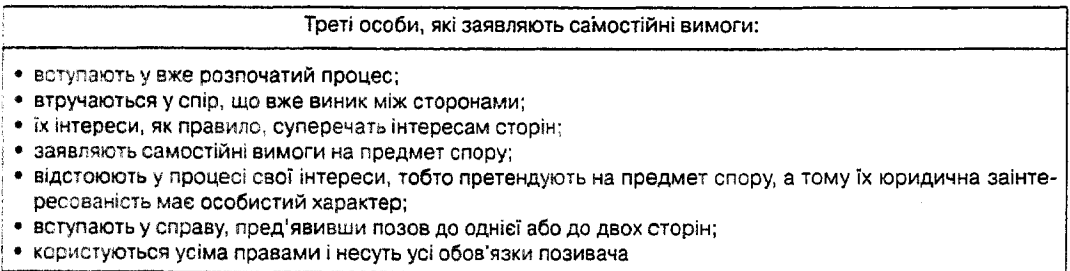 Треті особи, які заявляють самостійні вимоги:
• вступають у вже розпочатий процес;
• втручаються у спір, що вже виник між сторонами;
• їх інтереси, як правило, суперечать інтересам сторін;
• заявляють самостійні вимоги на предмет спору;
• відстоюють у процесі свої інтереси, тобто претендують на предмет спору, а тому їх юридична заінте-
ресованість має особистий характер;
• вступають у справу, пред'явивши позов до однієї або до двох сторін;
• користуються усіма правами і несуть усі обов'язки позивача